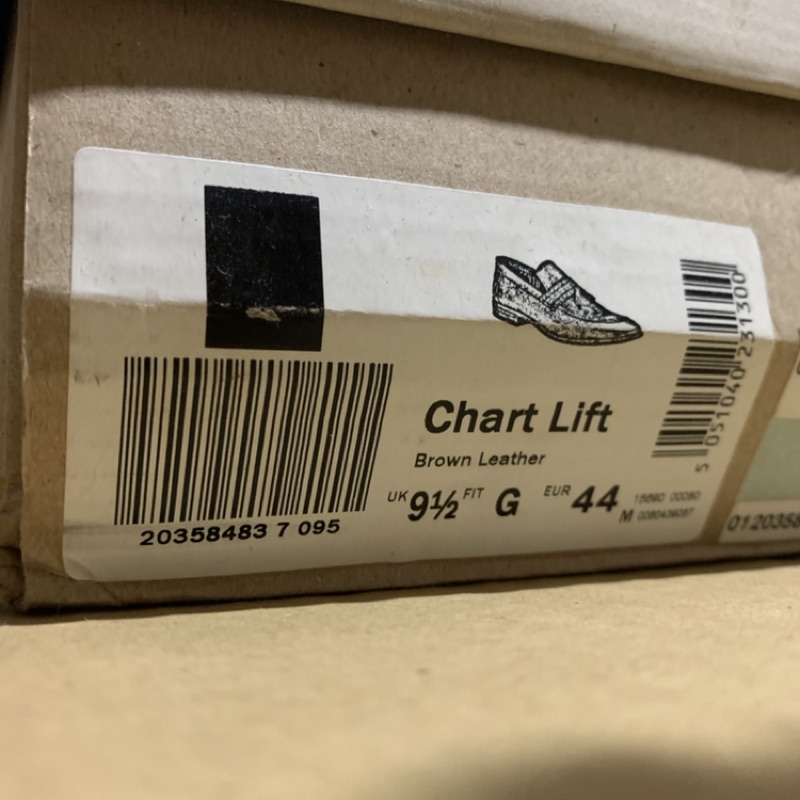 Chart Lift
Brown Leather
UK 9½ FIT G EUR 44
M
20358483 7 095
5 051040 231300